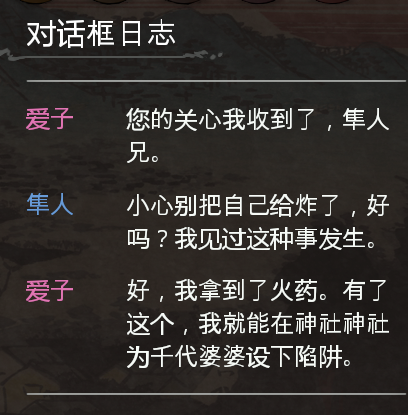 对话框日志
爱子 您的关心我收到了，隼人
兄。
隼人 小心别把自己给炸了，好
吗？我见过这种事发生。
爱子 好，我拿到了火药。有了
这个，我就能在神社神社
为千代婆婆设下陷阱。